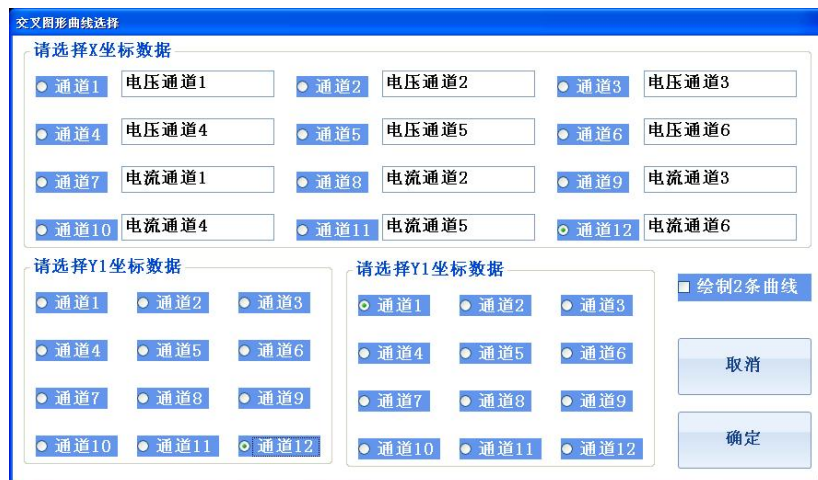 交叉图形曲线选择
请选择X坐标数据
通道1 电压通道1 通道2 电压通道2 通道3 电压通道3
通道4 电压通道4 通道5 电压通道5 通道6 电压通道6
通道7 电流通道1 通道8 电流通道2 通道9 电流通道3
通道10 电流通道4 通道11 电流通道5 通道12 电流通道6
请选择Y1坐标数据
通道1 通道2 通道3
通道4 通道5 通道6
通道7 通道8 通道9
通道10 通道11 通道12
请选择Y1坐标数据
通道1 通道2 通道3
通道4 通道5 通道6
通道7 通道8 通道9
通道10 通道11 通道12
绘制2条曲线
取消
确定